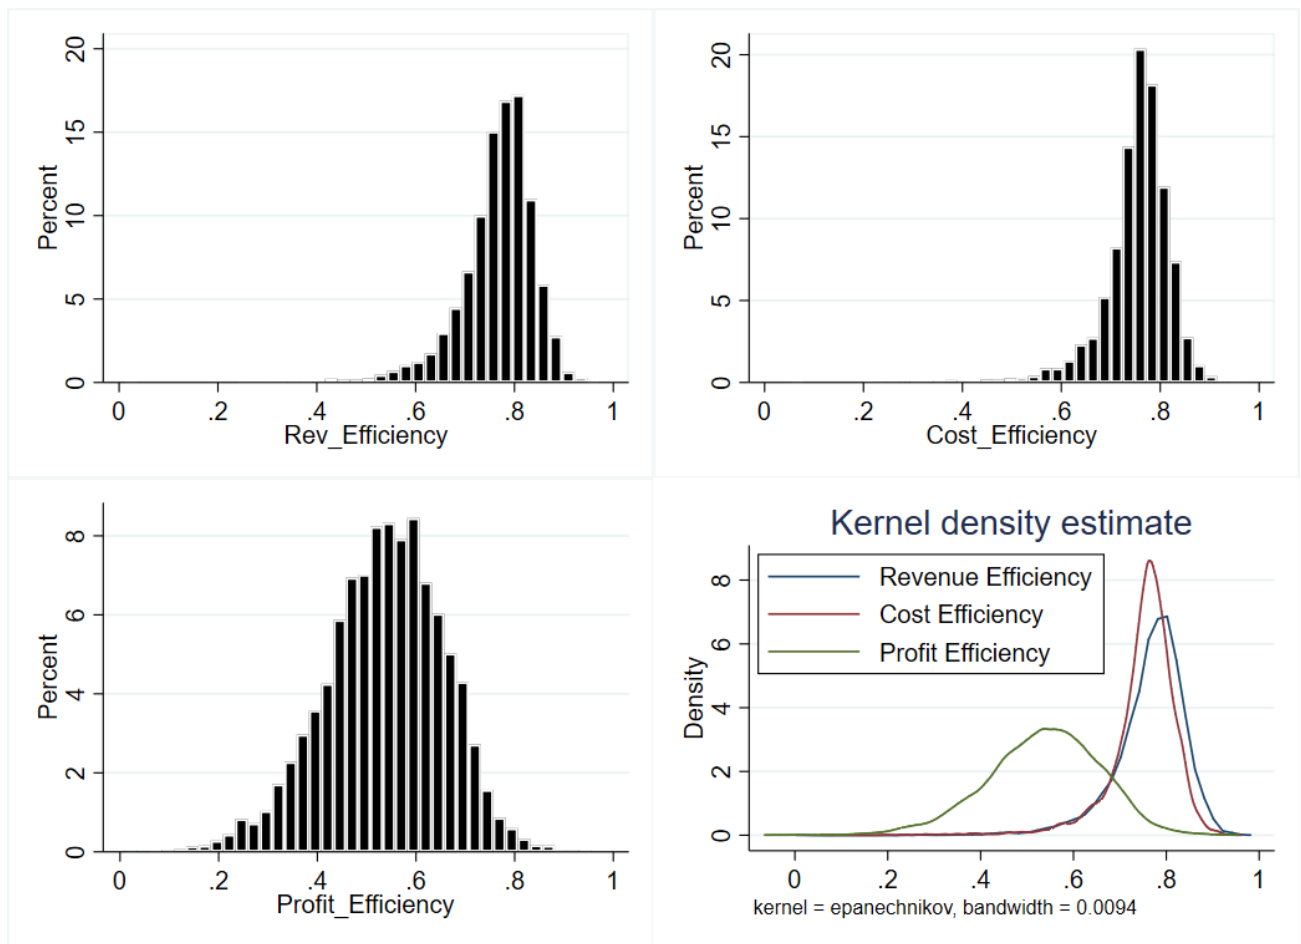 Percent
20
15
10
5
0
0 .2 .4 .6 .8 1
Rev_Efficiency
Percent
20
15
10
5
0
0 .2 .4 .6 .8 1
Cost_Efficiency
Percent
8
6
4
2
0
0 .2 .4 .6 .8 1
Profit_Efficiency
Kernel density estimate
Revenue Efficiency
Cost Efficiency
Profit Efficiency
Density
8
6
4
2
0
0 .2 .4 .6 .8 1
kernel = epanechnikov, bandwidth = 0.0094